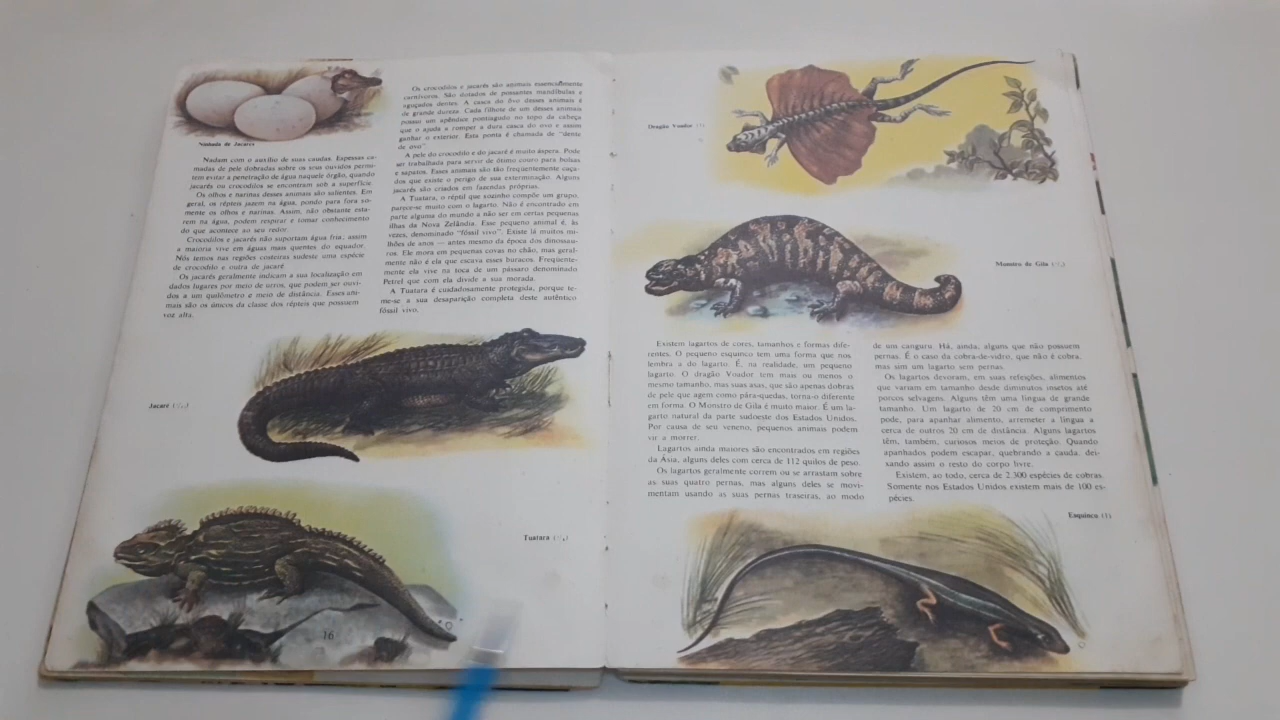 Ninhada de Jacarés
Nadam com o auxílio de suas caudas. Espessas ca-
madas de pele dobradas sobre os seus ouvidos permi-
tem evitar a penetração de água naquele órgão, quando
jacarés ou crocodilos se encontram sob a superfície.
Os olhos e narinas desses animais são salientes. Em
geral, os répteis jazem na água, pondo para fora so-
mente os olhos e narinas. Assim, não obstante esta-
rem na água, podem respirar e tomar conhecimento
do que acontece ao seu redor.
Crocodilos e jacarés não suportam água fria, assim
a maioria vive em águas mais quentes do equador.
Nós temos nas regiões costeiras sudeste uma espécie
de crocodilo e outra de jacaré.
Os jacarés geralmente indicam a sua localização em
dados lugares por meio de urros, que podem ser ouvi-
dos a um quilômetro e meio de distância. Esses ani-
mais são os únicos da classe dos répteis que possuem
voz alta.
Os crocodilos e jacarés são animais essencialmente
carnívoros. São dotados de possantes mandíbulas e
aguçados dentes. A casca do ôvo desses animais é
de grande dureza. Cada filhote de um desses animais
possui um apêndice pontiagudo no topo da cabeça
que o ajuda a romper a dura casca do ovo e assim
ganhar o exterior. Esta ponta é chamada de "dente
de ovo".
A pele do crocodilo e do jacaré é muito áspera. Pode
ser trabalhada para servir de ótimo couro para bolsas
e sapatos. Esses animais são tão freqüentemente caça-
dos que existe o perigo de sua exterminação. Alguns
jacarés são criados em fazendas próprias.
A Tuatara, o réptil que sozinho compõe um grupo,
parece-se muito com o lagarto. Não é encontrado em
parte alguma do mundo a não ser em certas pequenas
ilhas da Nova Zelândia. Esse pequeno animal é, às
vezes, denominado "fóssil vivo". Existe lá muitos mi-
lhões de anos — antes mesmo da época dos dinossau-
ros. Ele mora em pequenas covas no chão, mas geral-
mente não é ela que escava esses buracos. Freqüente-
mente ela vive na toca de um pássaro denominado
Petrel que com ela divide a sua morada.
A Tuatara é cuidadosamente protegida, porque te-
me-se a sua desaparição completa deste autêntico
fóssil vivo.
Jacaré
Tuatara
16
Dragão Voador
Monstro de Gila
Existem lagartos de cores, tamanhos e formas dife-
rentes. O pequeno esquinco tem uma forma que nos
lembra a do lagarto. É, na realidade, um pequeno
lagarto. O dragão Voador tem mais ou menos o
mesmo tamanho, mas suas asas, que são apenas dobras
de pele que agem como pára-quedas, torna-o diferente
em forma. O Monstro de Gila é muito maior. É um la-
garto natural da parte sudoeste dos Estados Unidos.
Por causa de seu veneno, pequenos animais podem
vir a morrer.
Lagartos ainda maiores são encontrados em regiões
da Ásia, alguns deles com cerca de 112 quilos de peso.
Os lagartos geralmente correm ou se arrastam sobre
as suas quatro pernas, mas alguns deles se movi-
mentam usando as suas pernas traseiras, ao modo
de um canguru. Há, ainda, alguns que não possuem
pernas. É o caso da cobra-de-vidro, que não é cobra,
mas sim um lagarto sem pernas.
Os lagartos devoram, em suas refeições, alimentos
que variam em tamanho desde diminutos insetos até
porcos selvagens. Alguns têm uma língua de grande
tamanho. Um lagarto de 20 cm de comprimento
pode, para apanhar alimento, arremeter a língua a
cerca de outros 20 cm de distância. Alguns lagartos
têm, também, curiosos meios de proteção. Quando
apanhados podem escapar, quebrando a cauda, dei-
xando assim o resto do corpo livre.
Existem, ao todo, cerca de 2.300 espécies de cobras.
Somente nos Estados Unidos existem mais de 100 es-
pécies.
Esquinco